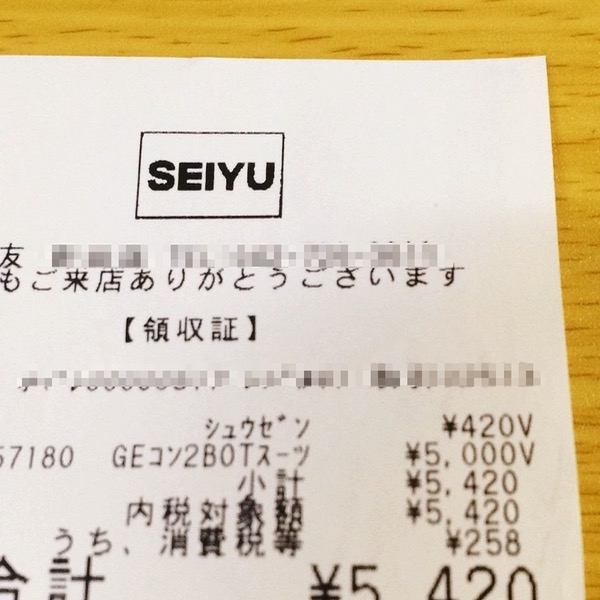 SEIYU
友
もご来店ありがとうございます
【領収証】
シュウゼン ¥420V
57180 GEコン2BOTスーツ ¥5,000V
小計 ¥5,420
内税対象額 ¥5,420
うち、消費税等 ¥258
合計 ¥5,420